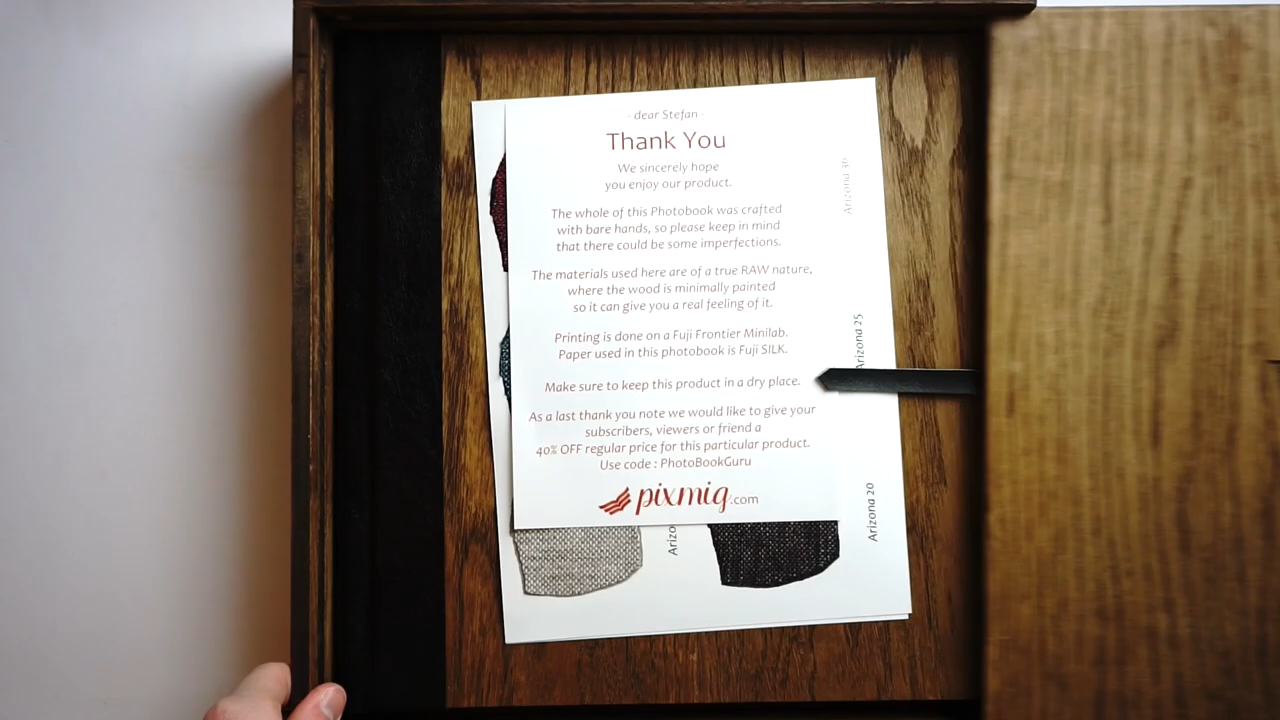 - dear Stefan -
Thank You
We sincerely hope
you enjoy our product.
The whole of this Photobook was crafted
with bare hands, so please keep in mind
that there could be some imperfections.
The materials used here are of a true RAW nature,
where the wood is minimally painted
so it can give you a real feeling of it.
Printing is done on a Fuji Frontier Minilab.
Paper used in this photobook is Fuji SILK.
Make sure to keep this product in a dry place.
As a last thank you note we would like to give your
subscribers, viewers or friend a
40% OFF regular price for this particular product.
Use code : PhotoBookGuru
pixmig.com
Arizona 30
Arizona 25
Arizona 20
Arizo